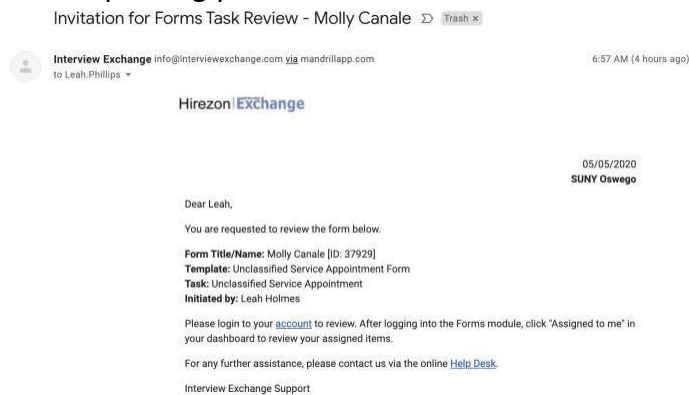 Invitation for Forms Task Review - Molly Canale Trash ×
Interview Exchange info@interviewexchange.com via mandrillapp.com 6:57 AM (4 hours ago)
to Leah.Phillips
Hirezon Exchange
05/05/2020
SUNY Oswego
Dear Leah,
You are requested to review the form below.
Form Title/Name: Molly Canale [ID: 37929]
Template: Unclassified Service Appointment Form
Task: Unclassified Service Appointment
Initiated by: Leah Holmes
Please login to your account to review. After logging into the Forms module, click "Assigned to me" in
your dashboard to review your assigned items.
For any further assistance, please contact us via the online Help Desk.
Interview Exchange Support